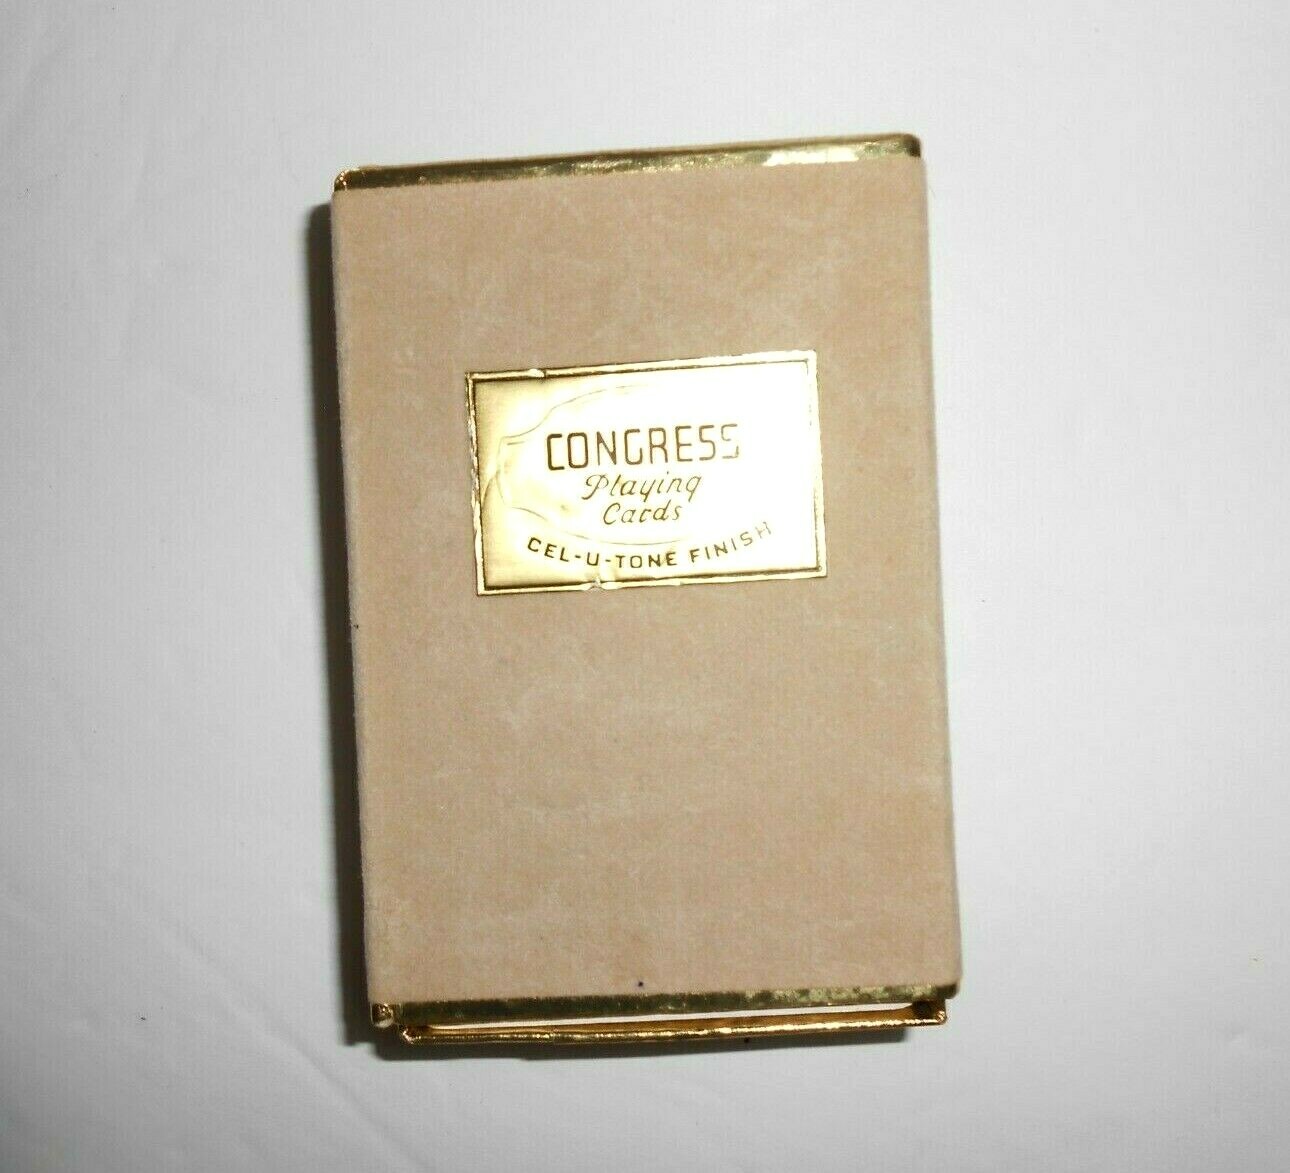 CONGRESS
Playing
Cards
CEL-U-TONE FINISH